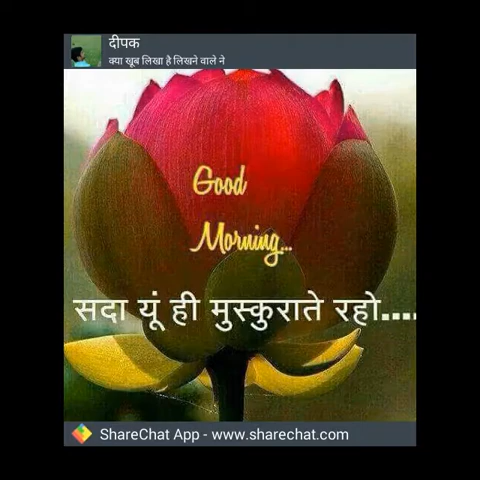 दीपक
क्या खूब लिखा है लिखने वाले ने
Good
Morning...
सदा यूं ही मुस्कुराते रहो....
ShareChat App - www.sharechat.com